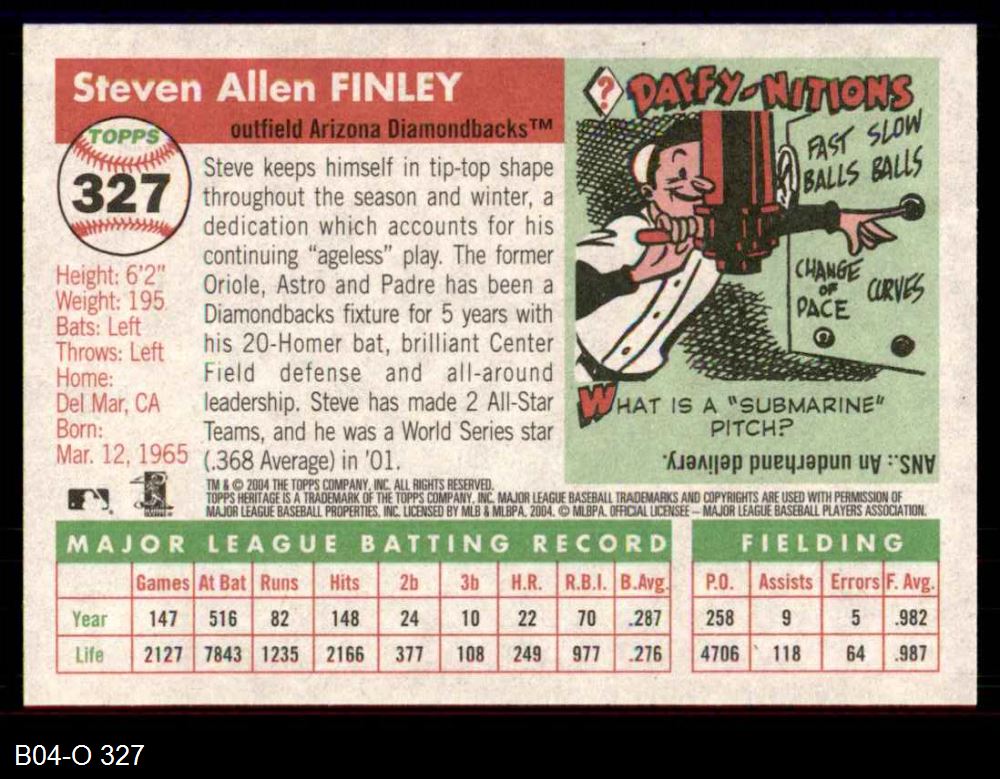 Steven Allen FINLEY
outfield Arizona Diamondbacks™
TOPPS
327
Height: 6'2"
Weight: 195
Bats: Left
Throws: Left
Home:
Del Mar, CA
Born:
Mar. 12, 1965
Steve keeps himself in tip-top shape
throughout the season and winter, a
dedication which accounts for his
continuing "ageless" play. The former
Oriole, Astro and Padre has been a
Diamondbacks fixture for 5 years with
his 20-Homer bat, brilliant Center
Field defense and all-around
leadership. Steve has made 2 All-Star
Teams, and he was a World Series star
(.368 Average) in '01.
? DAFFY-NITIONS
FAST BALLS
SLOW BALLS
CHANGE OF PACE
CURVES
WHAT IS A "SUBMARINE"
PITCH?
ANS.: An underhand delivery.
TM & © 2004 THE TOPPS COMPANY, INC. ALL RIGHTS RESERVED.
TOPPS HERITAGE IS A TRADEMARK OF THE TOPPS COMPANY, INC. MAJOR LEAGUE BASEBALL TRADEMARKS AND COPYRIGHTS ARE USED WITH PERMISSION OF
MAJOR LEAGUE BASEBALL PROPERTIES, INC. LICENSED BY MLB & MLBPA, 2004. © MLBPA. OFFICIAL LICENSEE – MAJOR LEAGUE BASEBALL PLAYERS ASSOCIATION.
MAJOR LEAGUE BATTING RECORD FIELDING
Games At Bat Runs Hits 2b 3b H.R. R.B.I. B.Avg. P.O. Assists Errors F. Avg.
Year 147 516 82 148 24 10 22 70 .287 258 9 5 .982
Life 2127 7843 1235 2166 377 108 249 977 .276 4706 118 64 .987
B04-O 327